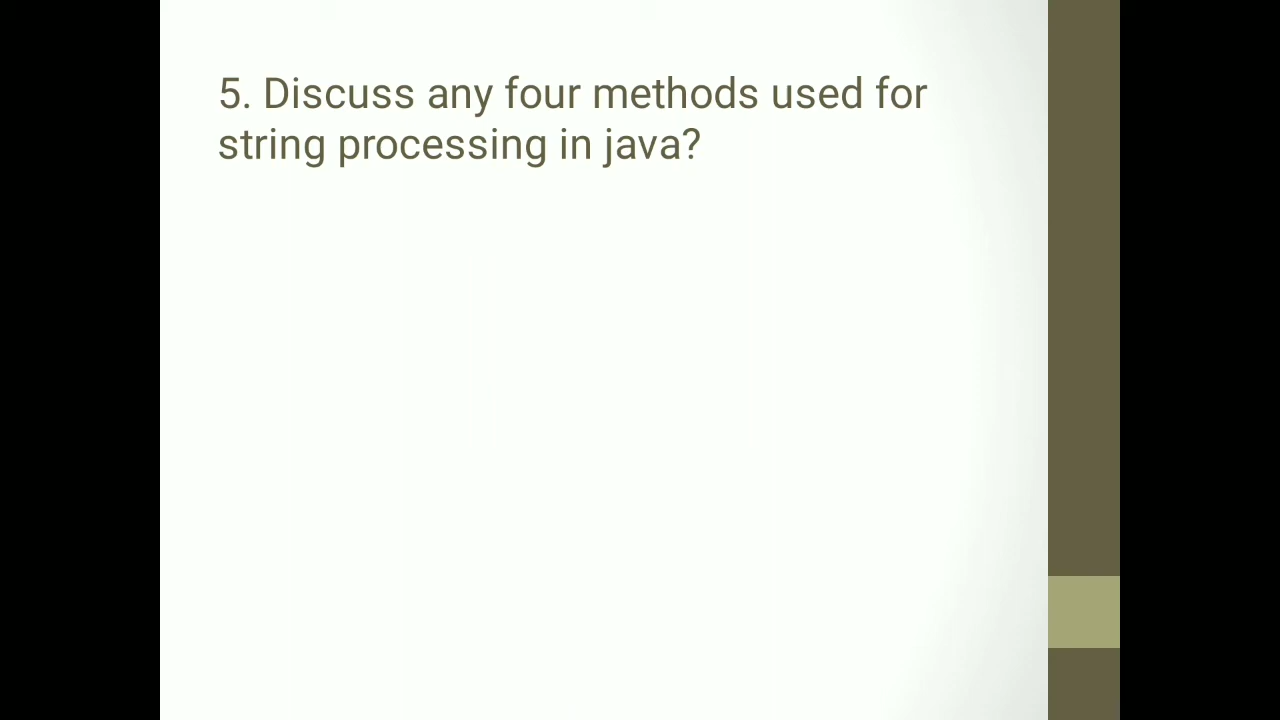 5. Discuss any four methods used for
string processing in java?